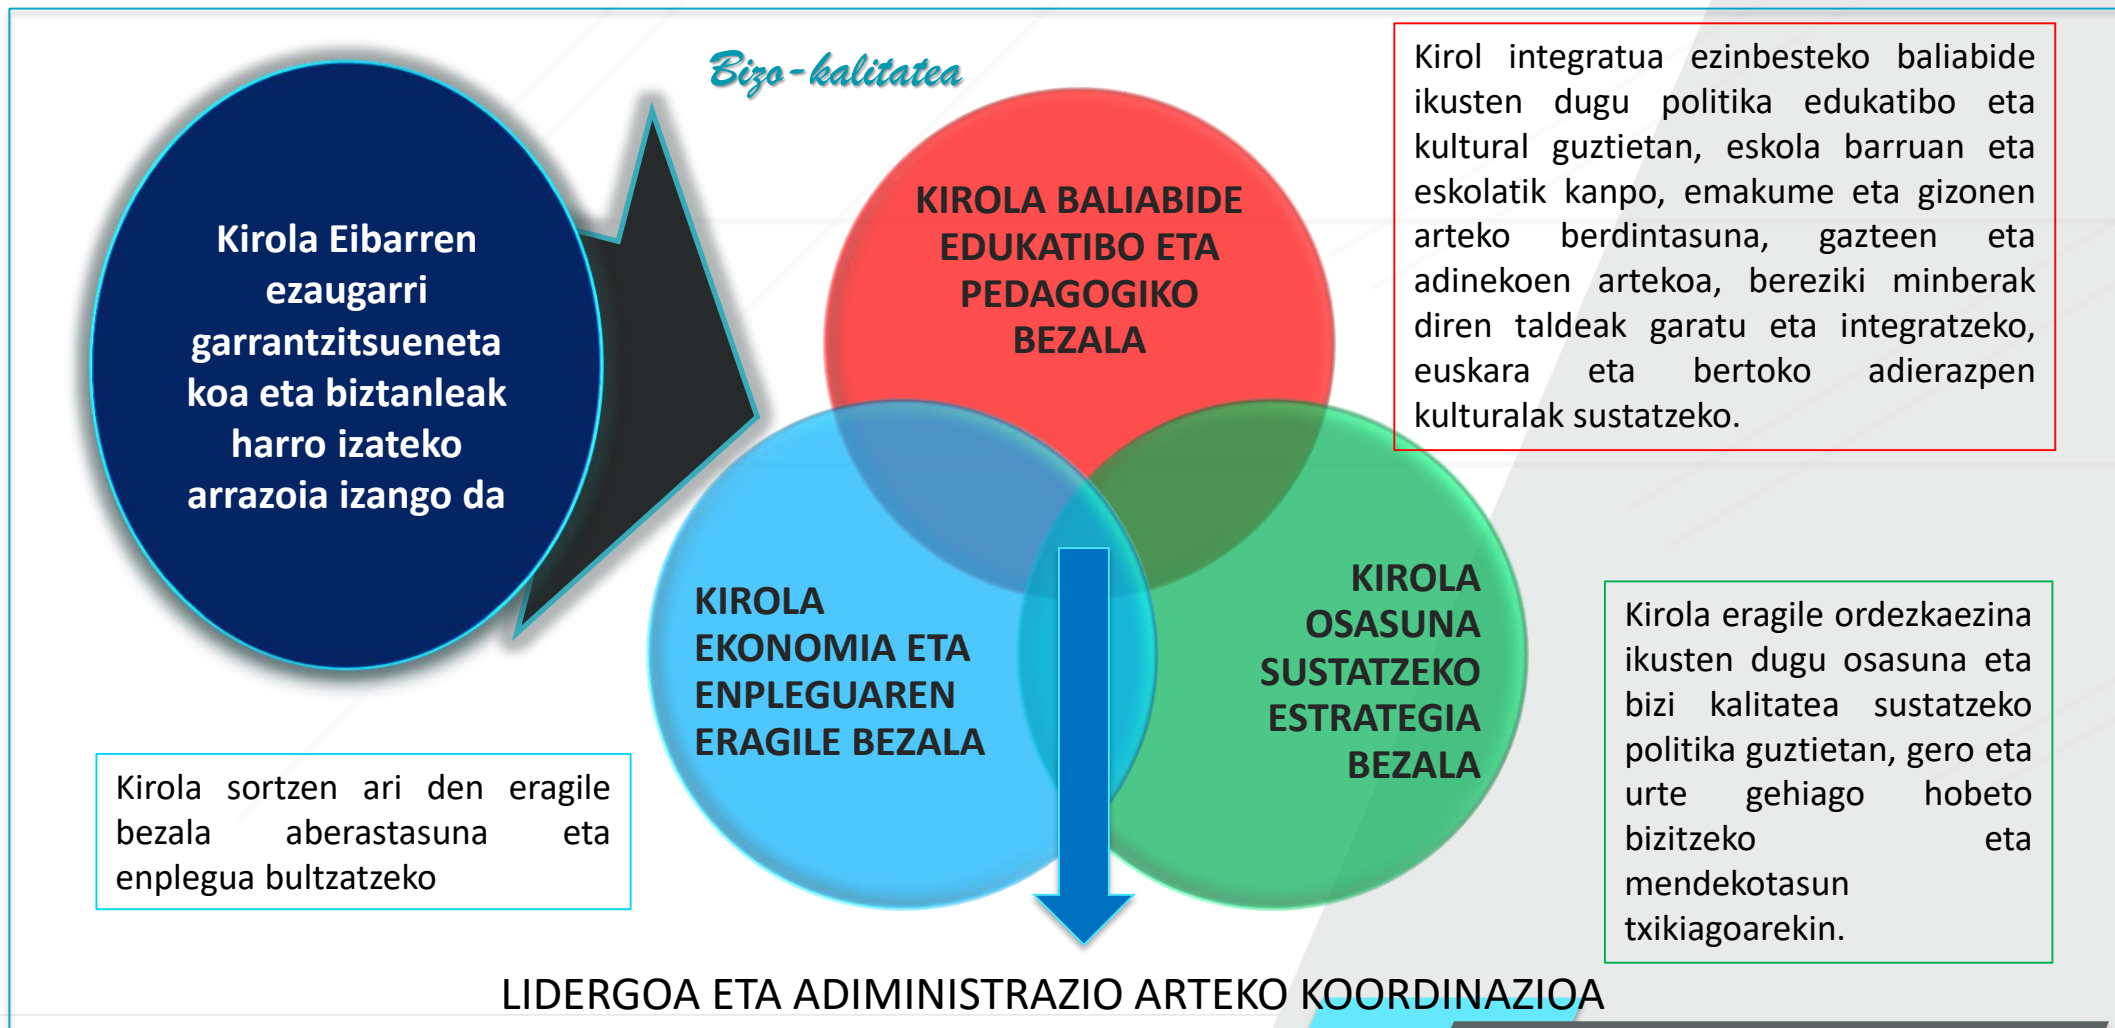 Bizo-kalitatea
Kirola Eibarren
ezaugarri
garrantzitsueneta
koa eta biztanleak
harro izateko
arrazoia izango da
KIROLA BALIABIDE
EDUKATIBO ETA
PEDAGOGIKO
BEZALA
Kirol integratua ezinbesteko baliabide
ikusten dugu politika edukatibo eta
kultural guztietan, eskola barruan eta
eskolatik kanpo, emakume eta gizonen
arteko berdintasuna, gazteen eta
adinekoen artekoa, bereziki minberak
diren taldeak garatu eta integratzeko,
euskara eta bertoko adierazpen
kulturalak sustatzeko.
KIROLA
EKONOMIA ETA
ENPLEGUAREN
ERAGILE BEZALA
KIROLA
OSASUNA
SUSTATZEKO
ESTRATEGIA
BEZALA
Kirola eragile ordezkaezina
ikusten dugu osasuna eta
bizi kalitatea sustatzeko
politika guztietan, gero eta
urte gehiago hobeto
bizitzeko eta
mendekotasun
txikiagoarekin.
Kirola sortzen ari den eragile
bezala aberastasuna eta
enplegua bultzatzeko
LIDERGOA ETA ADIMINISTRAZIO ARTEKO KOORDINAZIOA